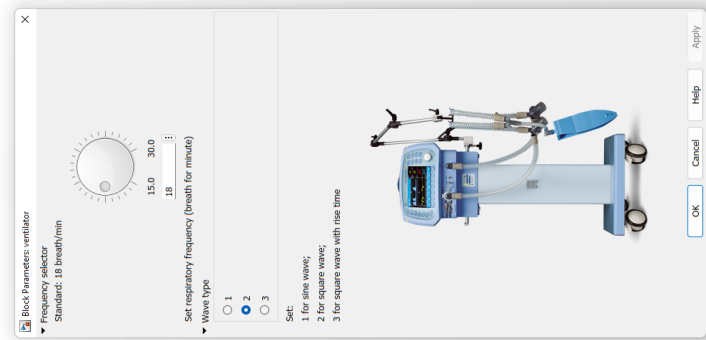 Block Parameters: ventilator
Frequency selector
Standard: 18 breath/min
15.0 30.0
18
Set respiratory frequency (breath for minute)
Wave type
1
2
3
Set:
1 for sine wave;
2 for square wave;
3 for square wave with rise time
OK Cancel Help Apply